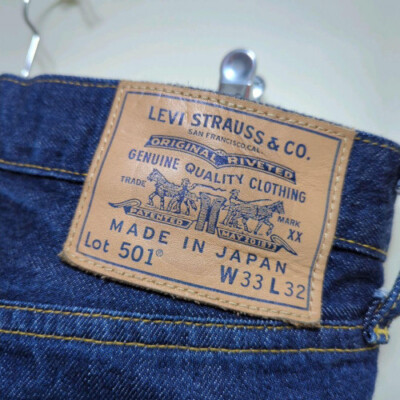 LEVI STRAUSS & CO.
SAN FRANCISCO, CAL.
ORIGINAL RIVETED
GENUINE QUALITY CLOTHING
TRADE MARK
XX
PATENTED MAY 20 1873
MADE IN JAPAN
Lot 501® W33 L32